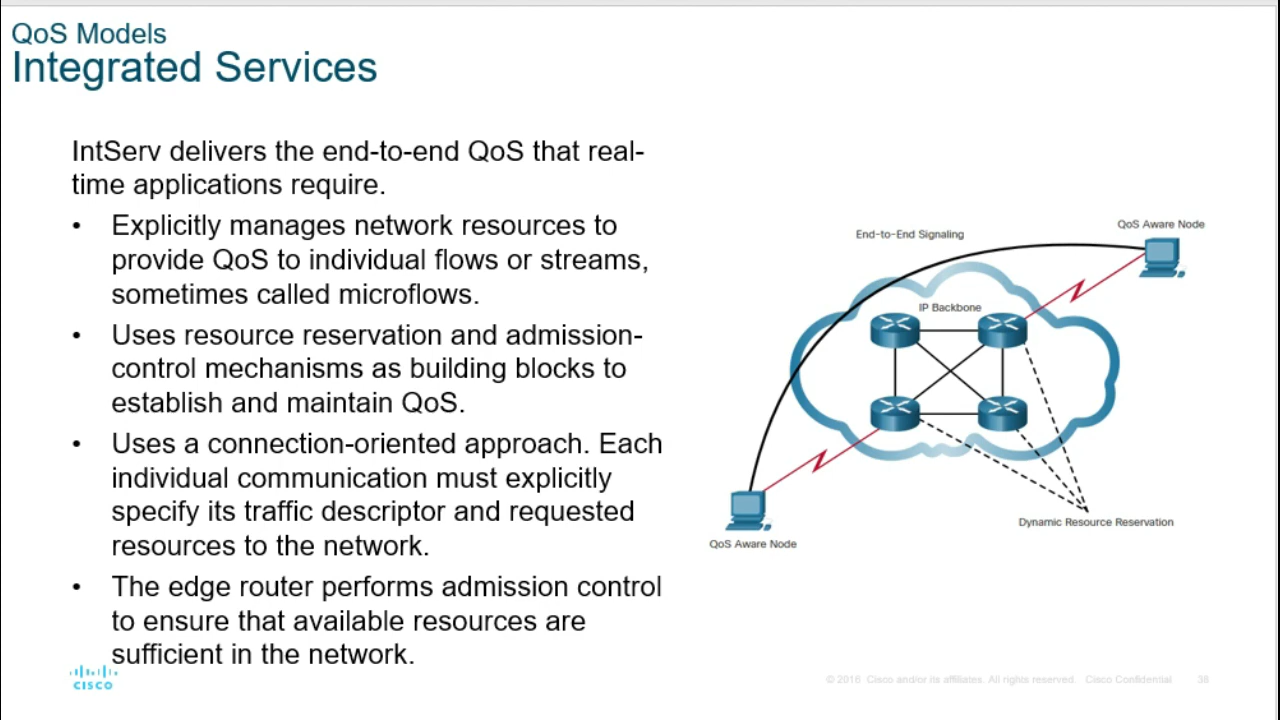 QoS Models
Integrated Services
IntServ delivers the end-to-end QoS that real-
time applications require.
• Explicitly manages network resources to
provide QoS to individual flows or streams,
sometimes called microflows.
• Uses resource reservation and admission-
control mechanisms as building blocks to
establish and maintain QoS.
• Uses a connection-oriented approach. Each
individual communication must explicitly
specify its traffic descriptor and requested
resources to the network.
• The edge router performs admission control
to ensure that available resources are
sufficient in the network.
End-to-End Signaling
QoS Aware Node
IP Backbone
Dynamic Resource Reservation
QoS Aware Node
CISCO
© 2016 Cisco and/or its affiliates. All rights reserved. Cisco Confidential 36